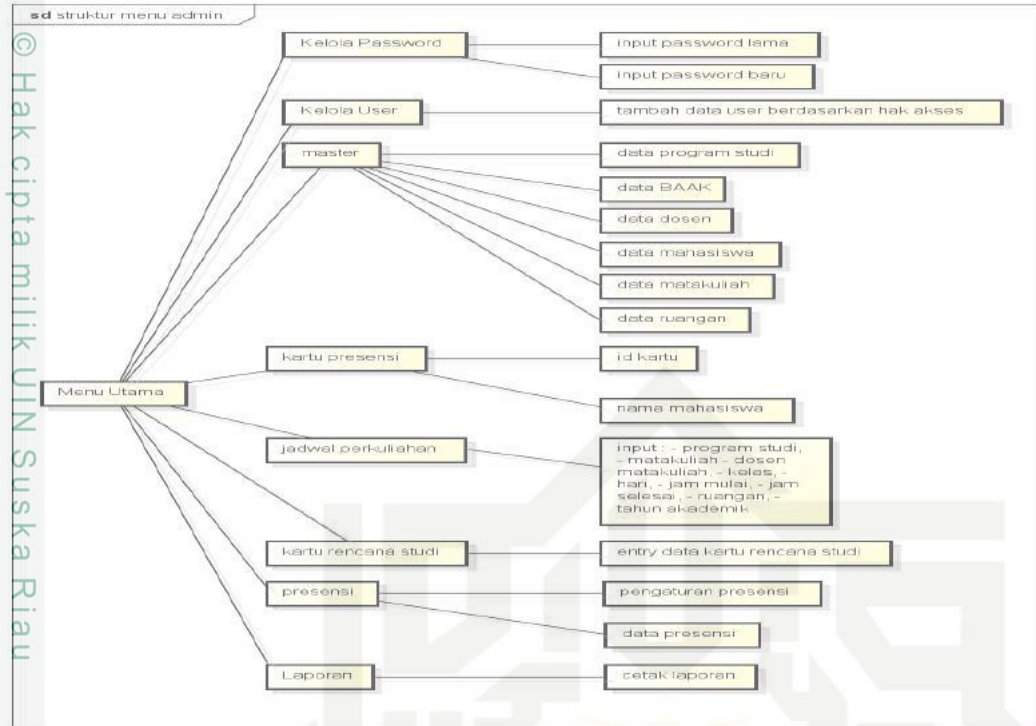 sd struktur menu admin
© Hak cipta milik UIN Suska Riau
Kelola Password
input password lama
input password baru
Kelola User
tambah data user berdasarkan hak akses
master
data program studi
data BAAK
data dosen
data mahasiswa
data matakuliah
data ruangan
Menu Utama
kartu presensi
id kartu
nama mahasiswa
jadwal perkuliahan
input : - program studi,
- matakuliah - dosen
matakuliah, - kelas, -
hari, - jam mulai, - jam
selesai, - ruangan, -
tahun akademik
kartu rencana studi
entry data kartu rencana studi
presensi
pengaturan presensi
data presensi
Laporan
cetak laporan